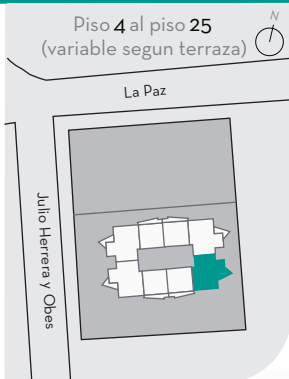 Piso 4 al piso 25
(variable segun terraza)
N
La Paz
Julio Herrera y Obes